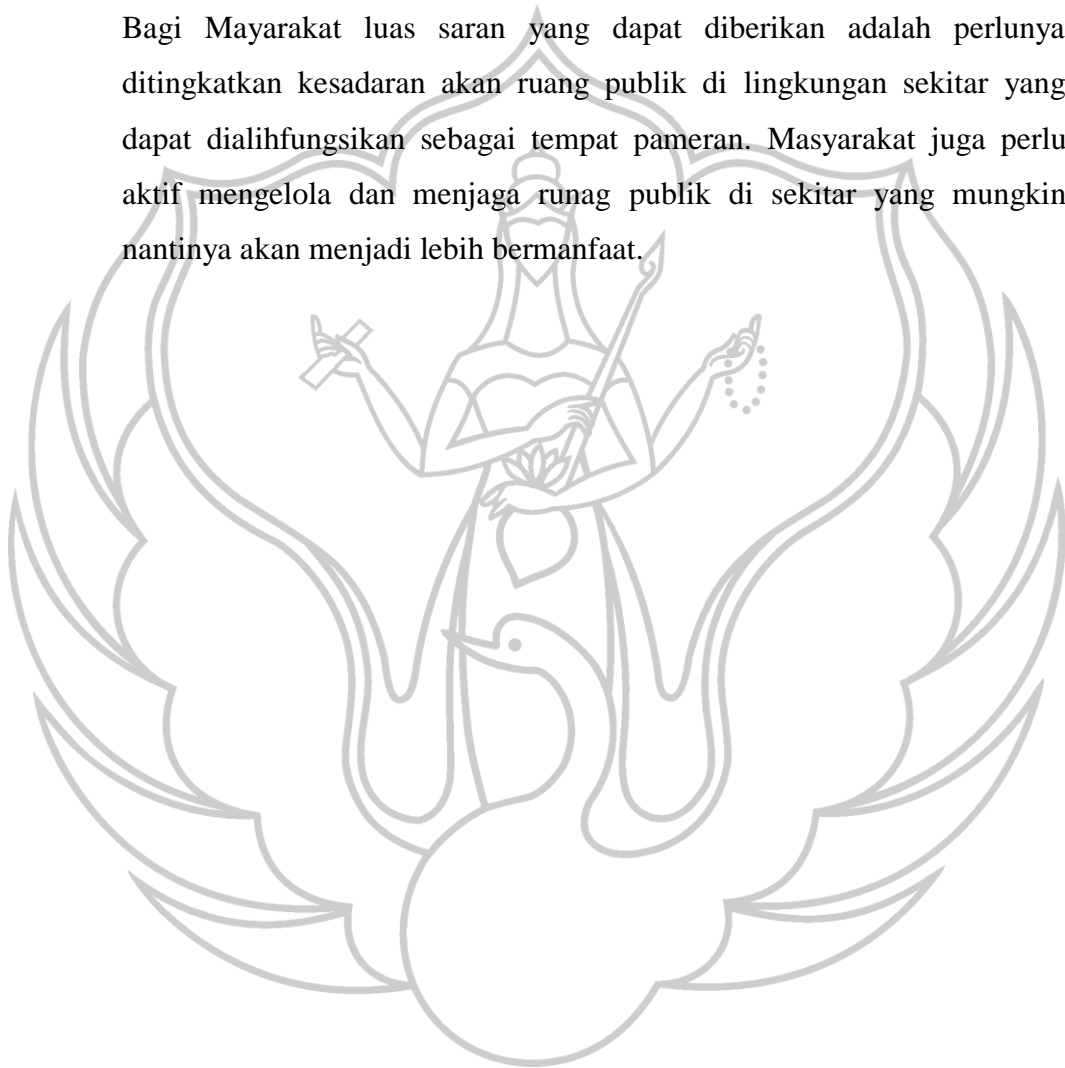 Bagi Mayarakat luas saran yang dapat diberikan adalah perlunya
ditingkatkan kesadaran akan ruang publik di lingkungan sekitar yang
dapat dialihfungsikan sebagai tempat pameran. Masyarakat juga perlu
aktif mengelola dan menjaga runag publik di sekitar yang mungkin
nantinya akan menjadi lebih bermanfaat.